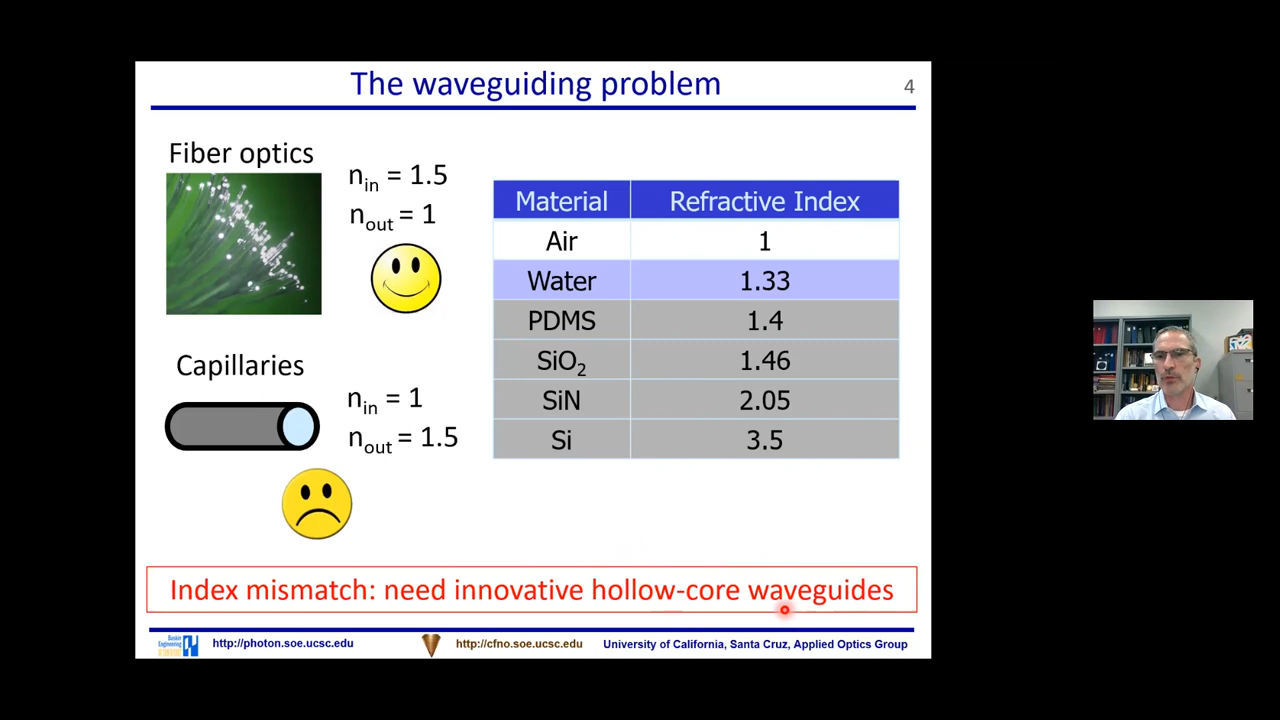 The waveguiding problem
4
Fiber optics
n_in = 1.5
n_out = 1
Capillaries
n_in = 1
n_out = 1.5
Material Refractive Index
Air 1
Water 1.33
PDMS 1.4
SiO₂ 1.46
SiN 2.05
Si 3.5
Index mismatch: need innovative hollow-core waveguides
Baskin
Engineering
http://photon.soe.ucsc.edu http://cfno.soe.ucsc.edu University of California, Santa Cruz, Applied Optics Group